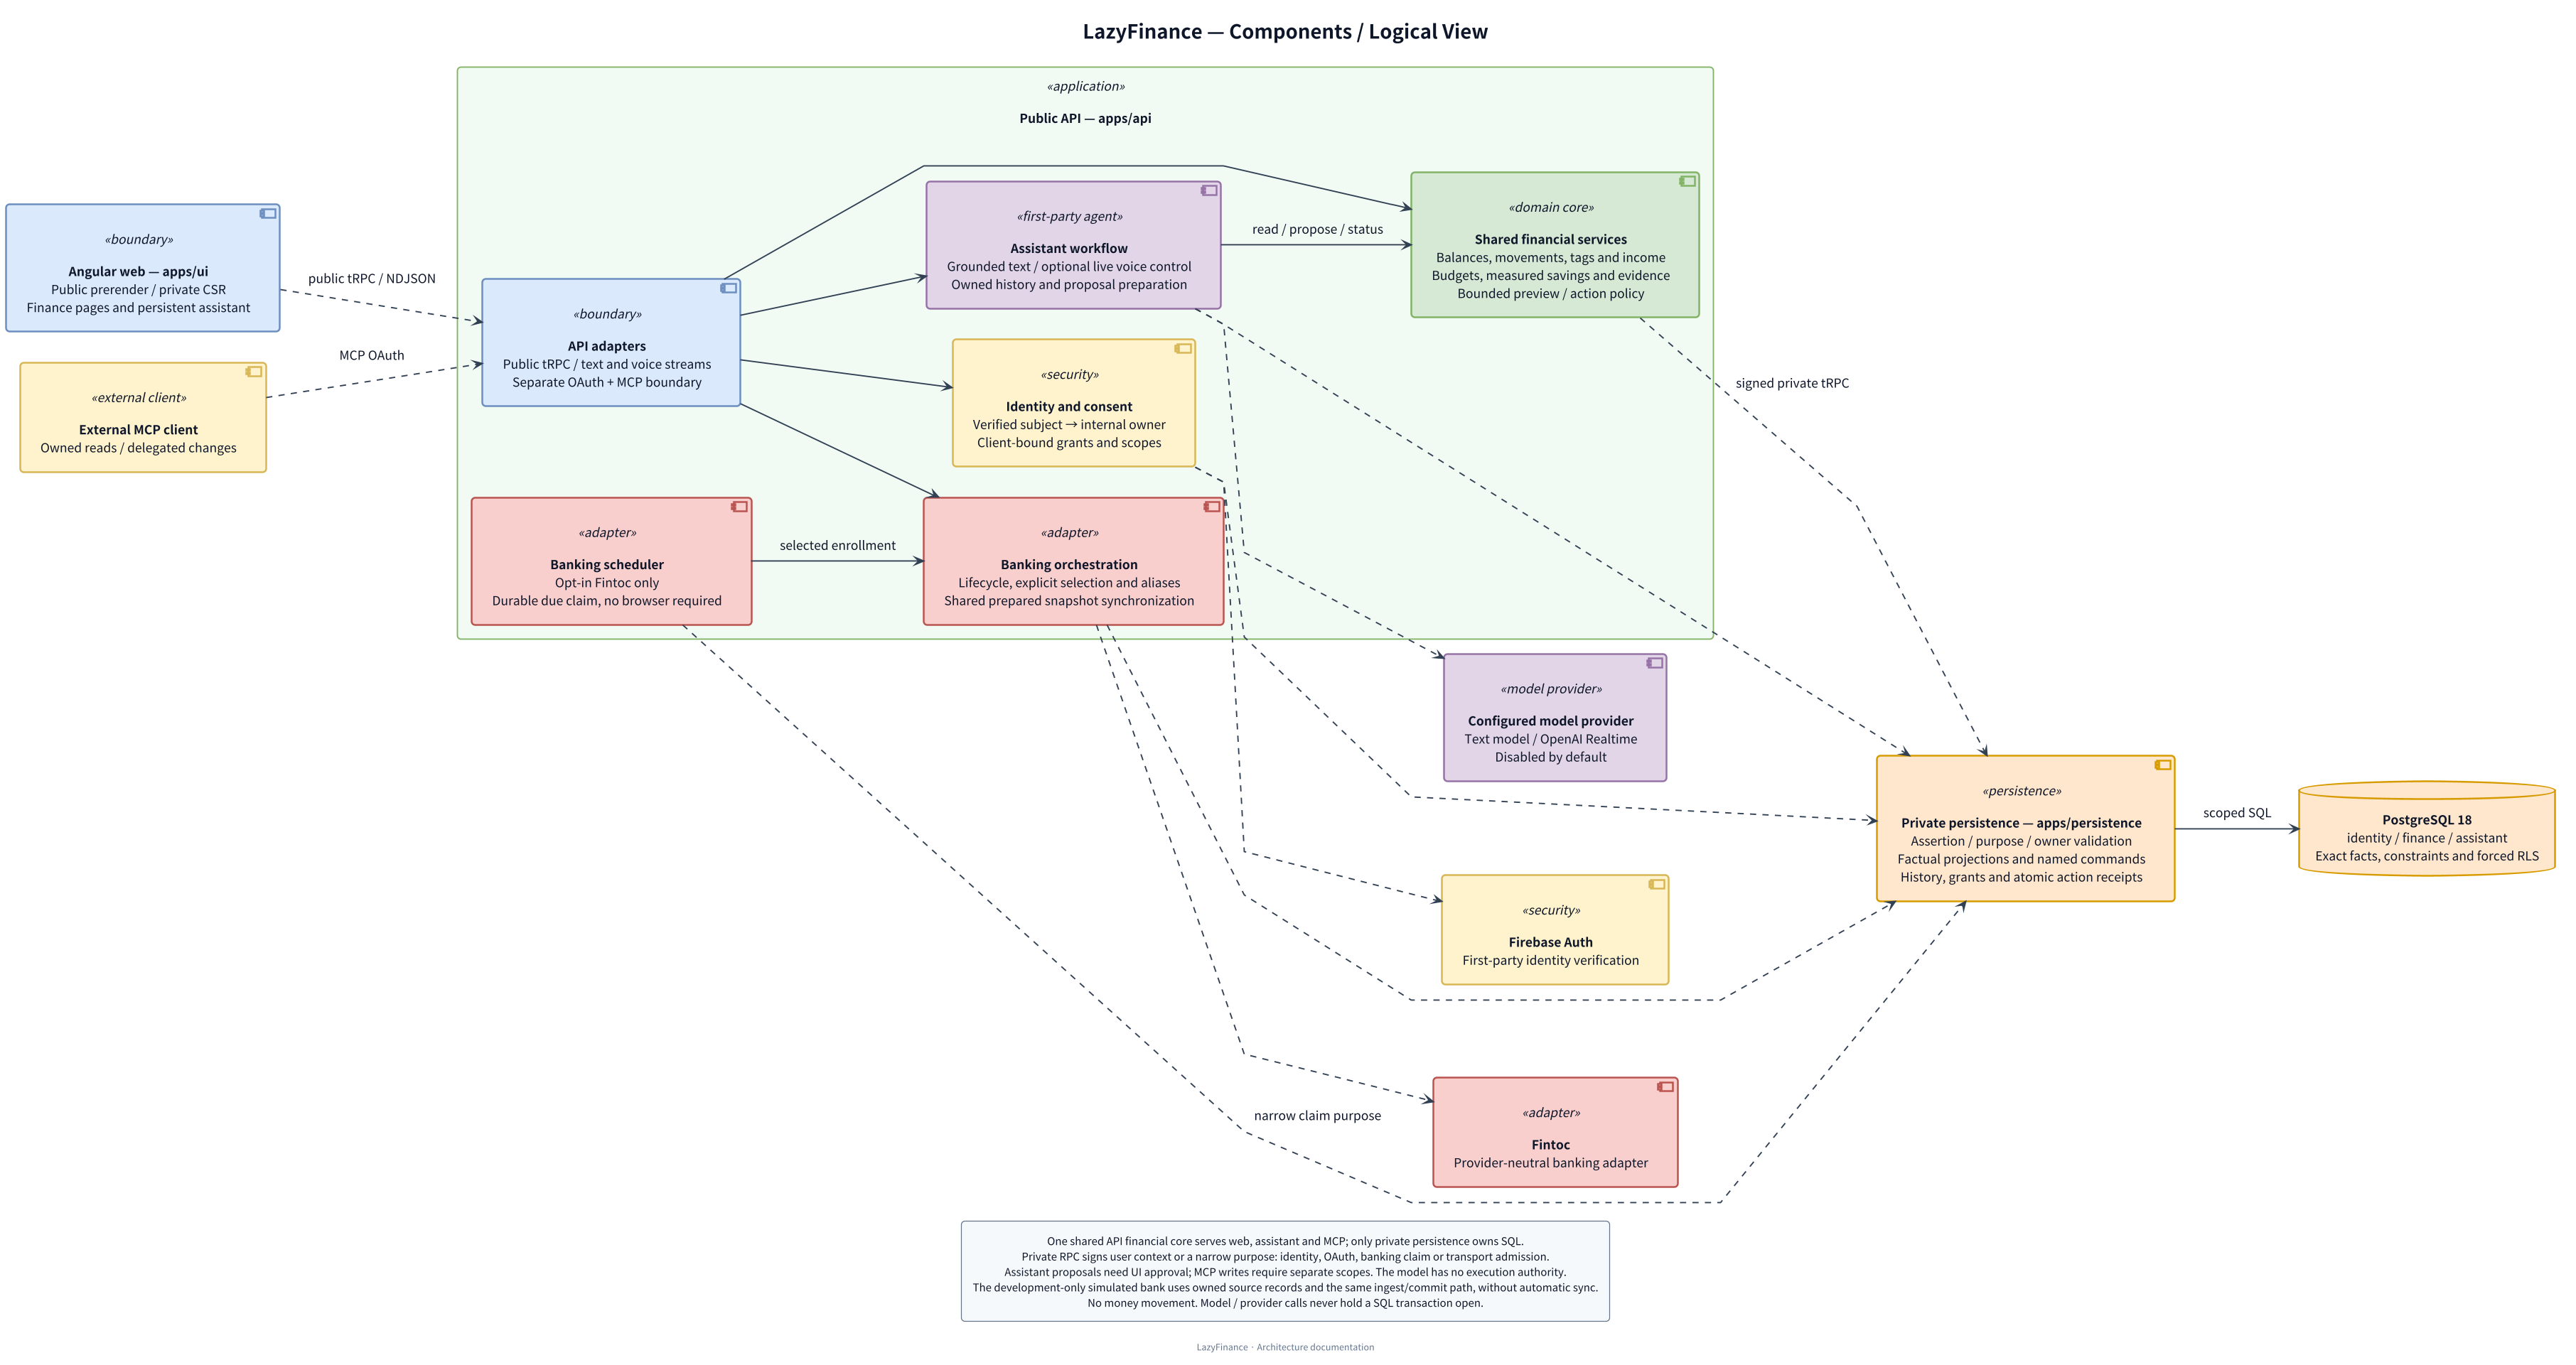 LazyFinance — Components / Logical View
«application»
Public API — apps/api
«boundary»
Angular web — apps/ui
Public prerender / private CSR
Finance pages and persistent assistant
public tRPC / NDJSON
«external client»
External MCP client
Owned reads / delegated changes
MCP OAuth
«boundary»
API adapters
Public tRPC / text and voice streams
Separate OAuth + MCP boundary
«first-party agent»
Assistant workflow
Grounded text / optional live voice control
Owned history and proposal preparation
read / propose / status
«domain core»
Shared financial services
Balances, movements, tags and income
Budgets, measured savings and evidence
Bounded preview / action policy
«security»
Identity and consent
Verified subject → internal owner
Client-bound grants and scopes
signed private tRPC
«adapter»
Banking scheduler
Opt-in Fintoc only
Durable due claim, no browser required
selected enrollment
«adapter»
Banking orchestration
Lifecycle, explicit selection and aliases
Shared prepared snapshot synchronization
«model provider»
Configured model provider
Text model / OpenAI Realtime
Disabled by default
«persistence»
Private persistence — apps/persistence
Assertion / purpose / owner validation
Factual projections and named commands
History, grants and atomic action receipts
scoped SQL
PostgreSQL 18
identity / finance / assistant
Exact facts, constraints and forced RLS
«security»
Firebase Auth
First-party identity verification
narrow claim purpose
«adapter»
Fintoc
Provider-neutral banking adapter
One shared API financial core serves web, assistant and MCP; only private persistence owns SQL.
Private RPC signs user context or a narrow purpose: identity, OAuth, banking claim or transport admission.
Assistant proposals need UI approval; MCP writes require separate scopes. The model has no execution authority.
The development-only simulated bank uses owned source records and the same ingest/commit path, without automatic sync.
No money movement. Model / provider calls never hold a SQL transaction open.
LazyFinance · Architecture documentation